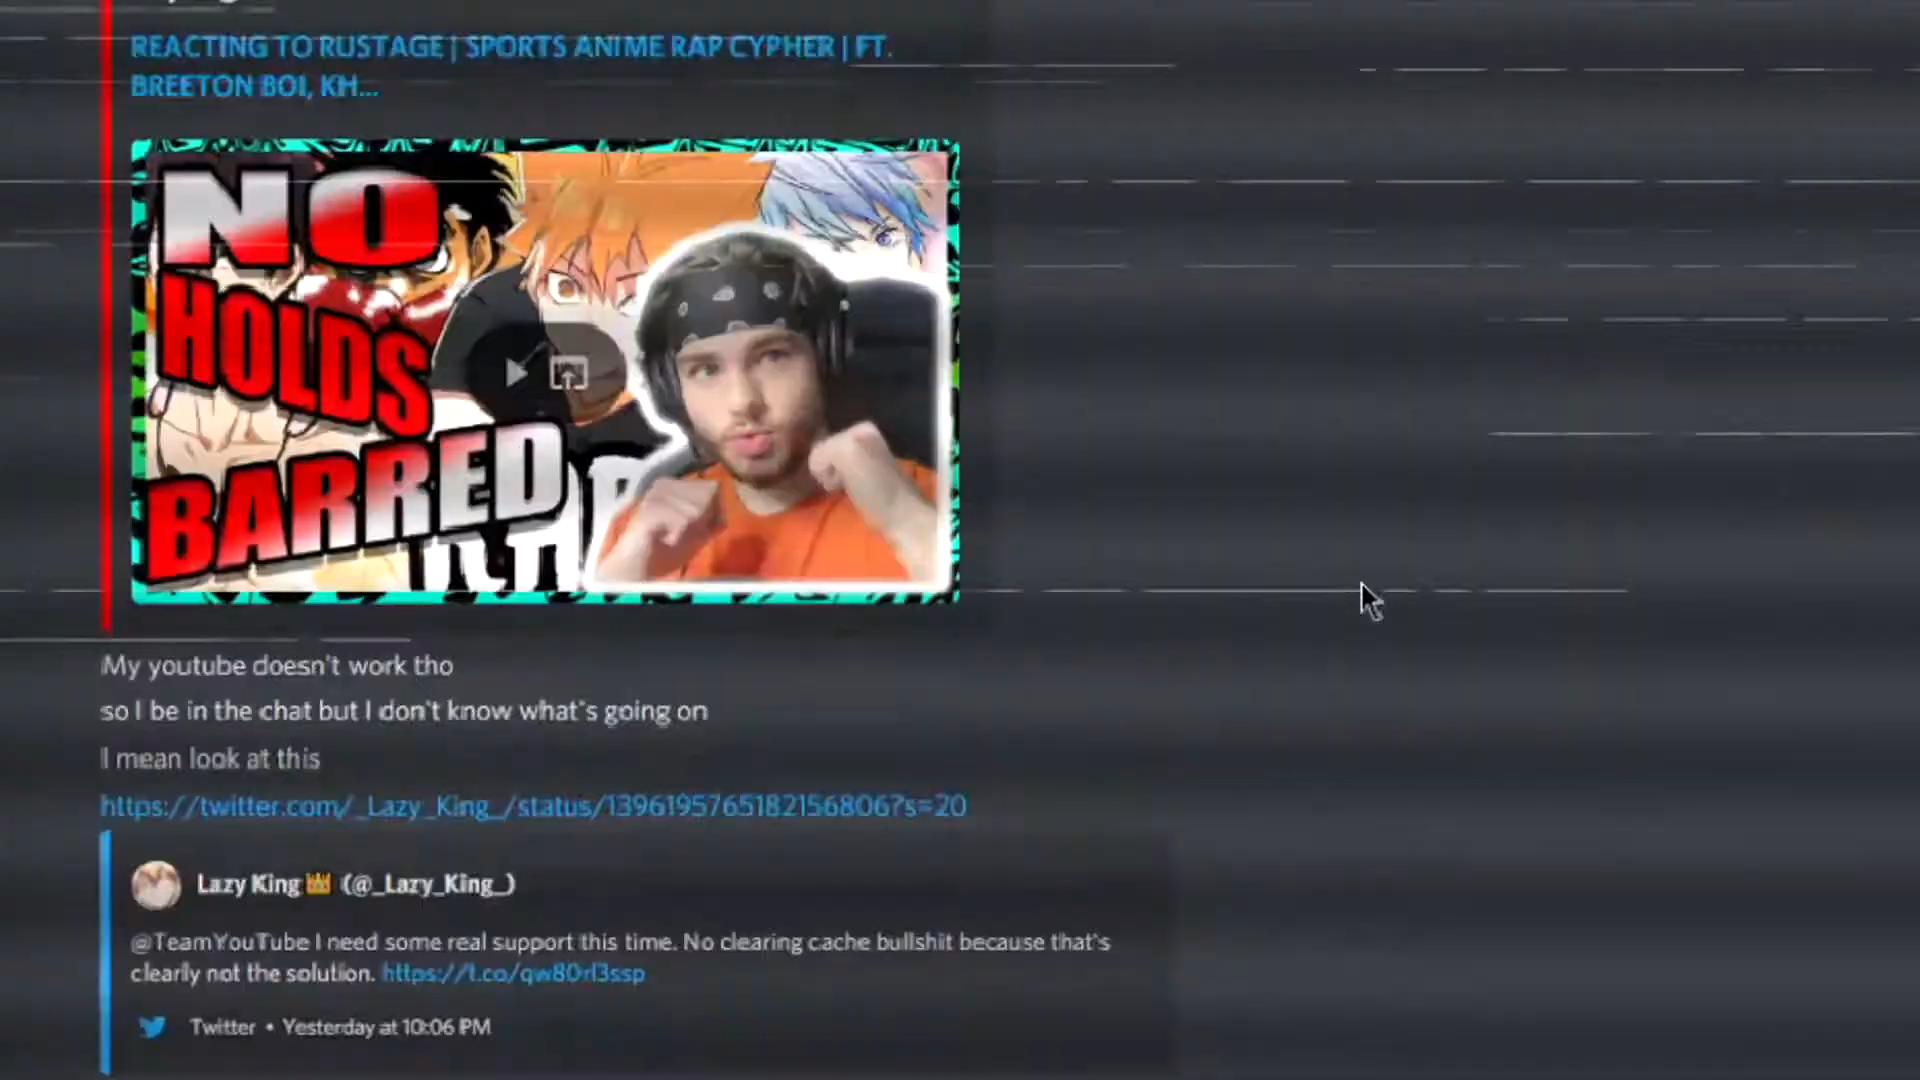 REACTING TO RUSTAGE | SPORTS ANIME RAP CYPHER | FT.
BREETON BOI, KH...
NO
HOLDS
BARRED
My youtube doesn't work tho
so I be in the chat but I don't know what's going on
I mean look at this
https://twitter.com/_Lazy_King_/status/1396195765182156806?s=20
Lazy King (@_Lazy_King_)
@TeamYouTube I need some real support this time. No clearing cache bullshit because that's
clearly not the solution. https://t.co/qw80rl3ssp
Twitter • Yesterday at 10:06 PM